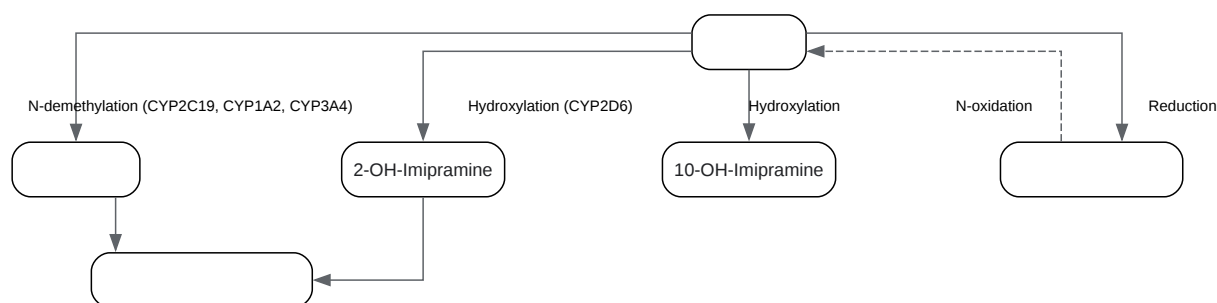 N-demethylation (CYP2C19, CYP1A2, CYP3A4)
Hydroxylation (CYP2D6)
Hydroxylation
N-oxidation
Reduction
2-OH-Imipramine
10-OH-Imipramine